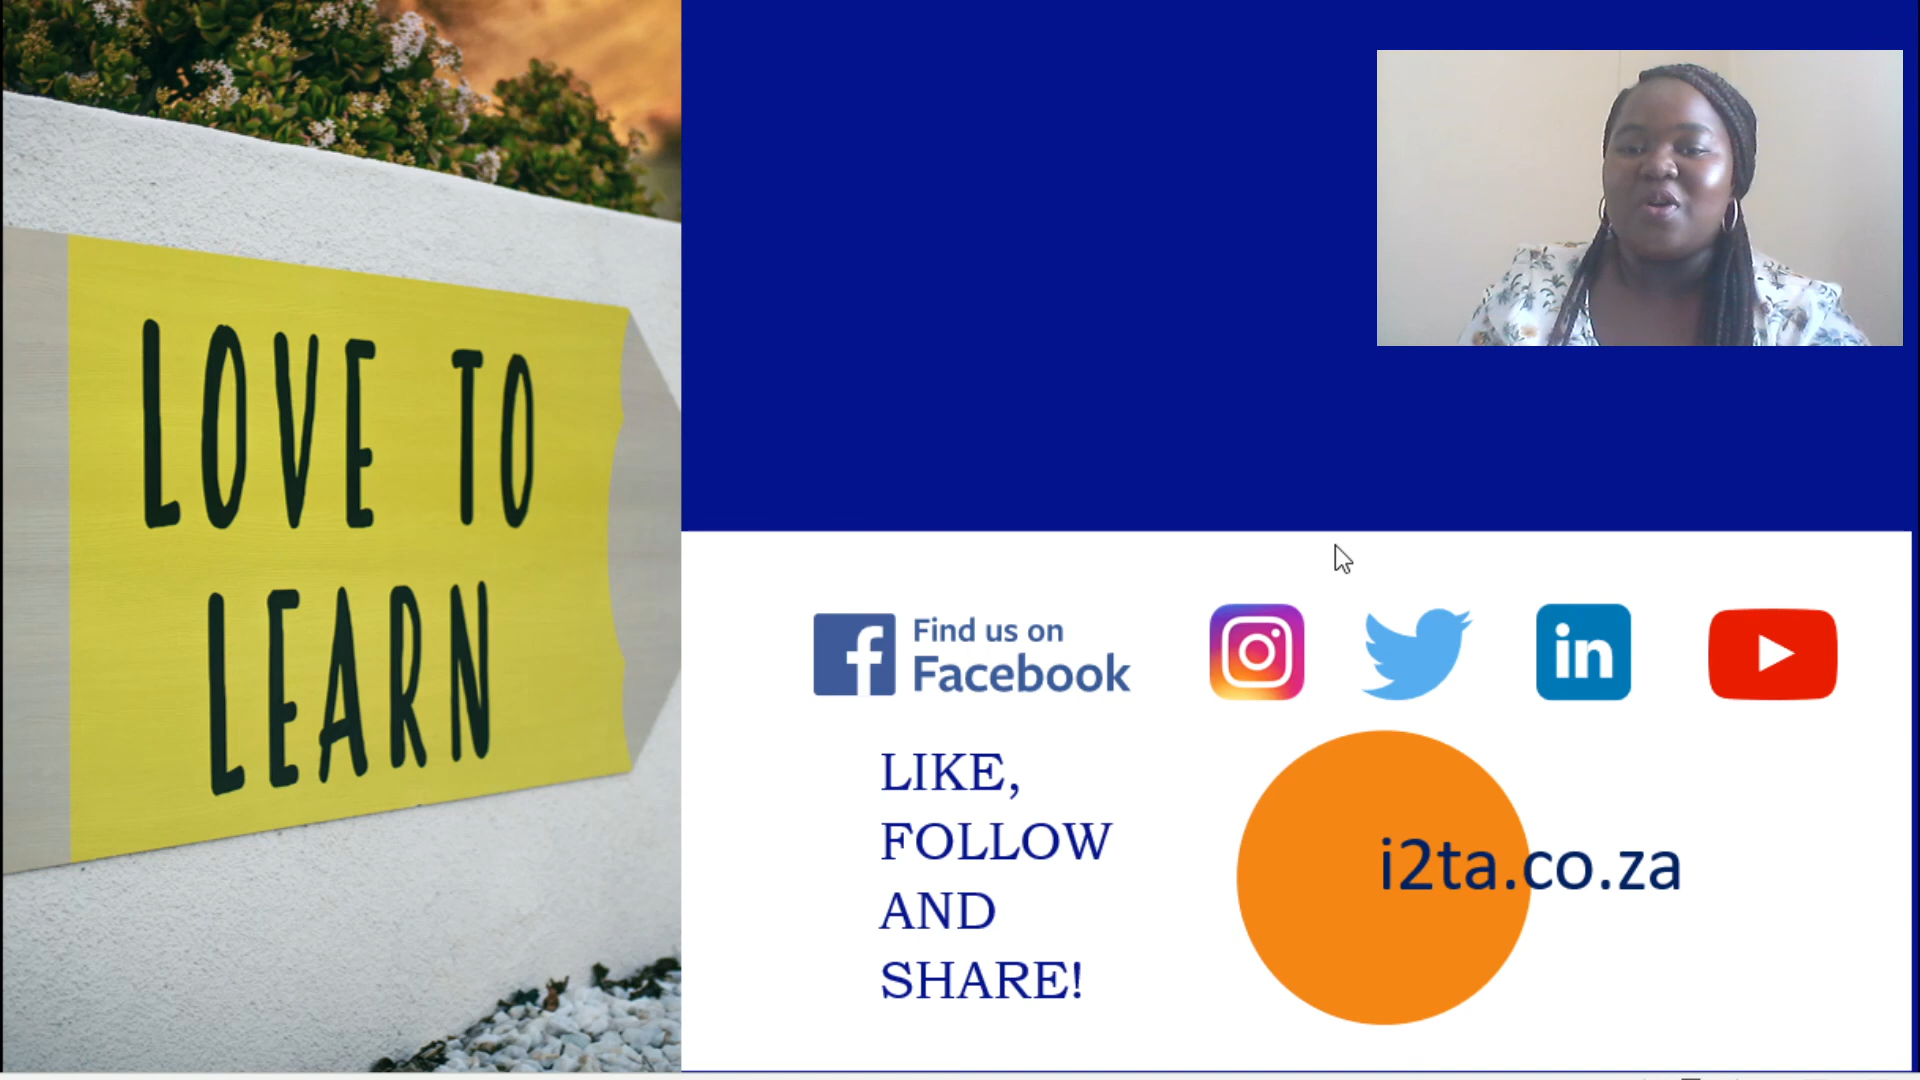 LOVE TO
LEARN
Find us on
Facebook
in
LIKE,
FOLLOW
AND
SHARE!
i2ta.co.za